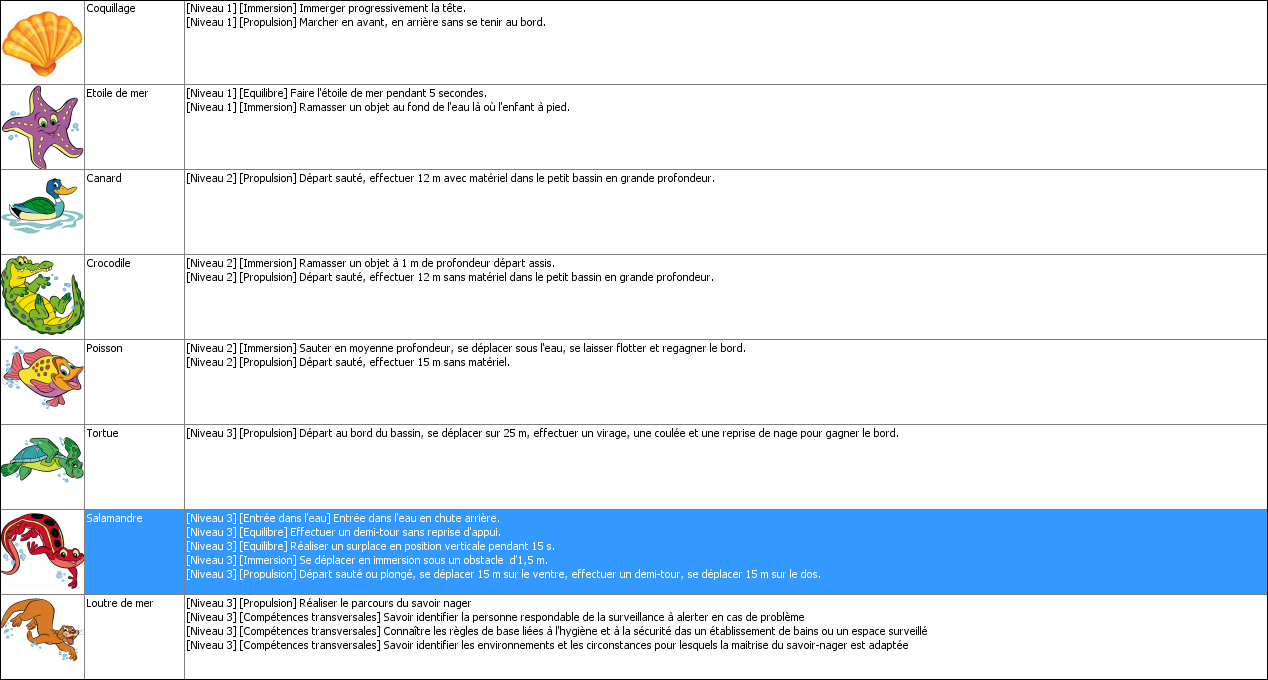 Coquillage
[Niveau 1] [Immersion] Immerger progressivement la tête.
[Niveau 1] [Propulsion] Marcher en avant, en arrière sans se tenir au bord.
Etoile de mer
[Niveau 1] [Equilibre] Faire l'étoile de mer pendant 5 secondes.
[Niveau 1] [Immersion] Ramasser un objet au fond de l'eau là où l'enfant à pied.
Canard
[Niveau 2] [Propulsion] Départ sauté, effectuer 12 m avec matériel dans le petit bassin en grande profondeur.
Crocodile
[Niveau 2] [Immersion] Ramasser un objet à 1 m de profondeur départ assis.
[Niveau 2] [Propulsion] Départ sauté, effectuer 12 m sans matériel dans le petit bassin en grande profondeur.
Poisson
[Niveau 2] [Immersion] Sauter en moyenne profondeur, se déplacer sous l'eau, se laisser flotter et regagner le bord.
[Niveau 2] [Propulsion] Départ sauté, effectuer 15 m sans matériel.
Tortue
[Niveau 3] [Propulsion] Départ au bord du bassin, se déplacer sur 25 m, effectuer un virage, une coulée et une reprise de nage pour gagner le bord.
Salamandre
[Niveau 3] [Entrée dans l'eau] Entrée dans l'eau en chute arrière.
[Niveau 3] [Equilibre] Effectuer un demi-tour sans reprise d'appui.
[Niveau 3] [Equilibre] Réaliser un surplace en position verticale pendant 15 s.
[Niveau 3] [Immersion] Se déplacer en immersion sous un obstacle  d'1,5 m.
[Niveau 3] [Propulsion] Départ sauté ou plongé, se déplacer 15 m sur le ventre, effectuer un demi-tour, se déplacer 15 m sur le dos.
Loutre de mer
[Niveau 3] [Propulsion] Réaliser le parcours du savoir nager
[Niveau 3] [Compétences transversales] Savoir identifier la personne respondable de la surveillance à alerter en cas de problème
[Niveau 3] [Compétences transversales] Connaître les règles de base liées à l'hygiène et à la sécurité das un établissement de bains ou un espace surveillé
[Niveau 3] [Compétences transversales] Savoir identifier les environnements et les circonstances pour lesquels la maitrise du savoir-nager est adaptée